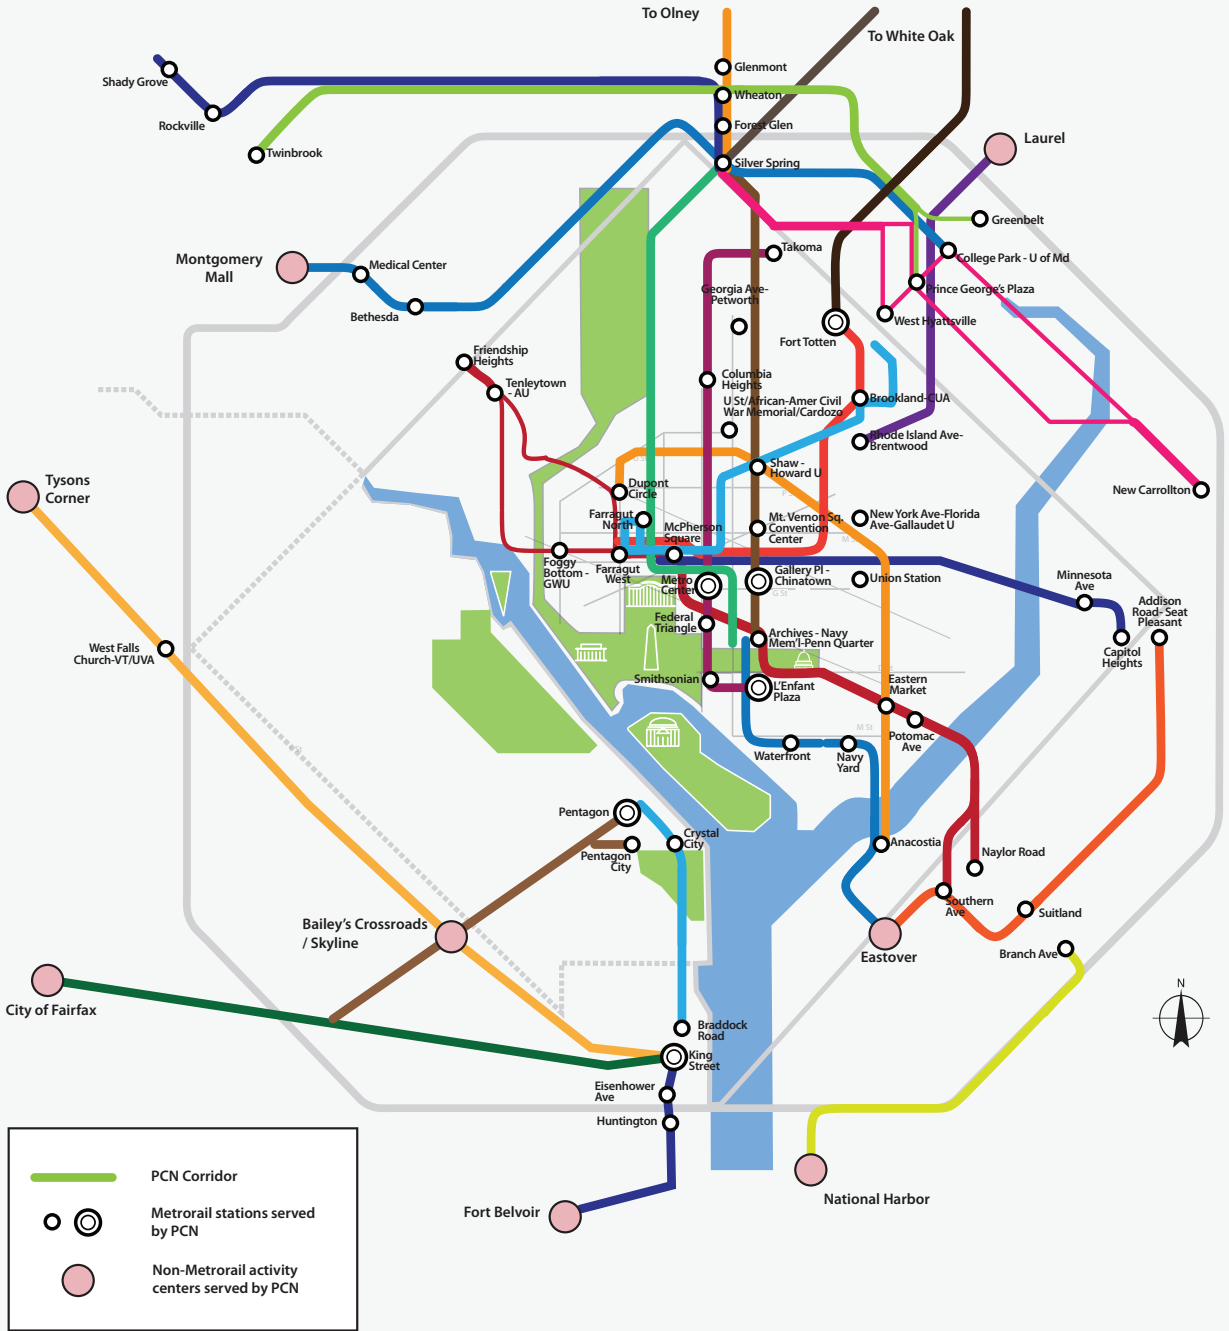 To Olney
To White Oak
Glenmont
Shady Grove
Wheaton
Rockville
Forest Glen
Laurel
Twinbrook
Silver Spring
Greenbelt
Montgomery
Mall
Medical Center
Takoma
College Park - U of Md
Georgia Ave-
Petworth
Prince George's Plaza
Bethesda
West Hyattsville
Fort Totten
Friendship
Heights
Tenleytown
- AU
Columbia
Heights
U St/African-Amer Civil
War Memorial/Cardozo
Brookland-CUA
Rhode Island Ave-
Brentwood
Shaw -
Howard U
Tysons
Corner
Dupont
Circle
New Carrollton
P St
Farragut
North
McPherson
Square
Mt. Vernon Sq.
Convention
Center
New York Ave-Florida
Ave-Gallaudet U
M St
Foggy
Bottom -
GWU
Farragut
West
Metro
Center
Gallery Pl -
Chinatown
Union Station
G St
Minnesota
Ave
Addison
Road- Seat
Pleasant
Federal
Triangle
Archives - Navy
Mem'l-Penn Quarter
Capitol
Heights
West Falls
Church-VT/UVA
Smithsonian
L'Enfant
Plaza
Eastern
Market
M St
Potomac
Ave
Waterfront
Navy
Yard
Pentagon
Crystal
City
Pentagon
City
Anacostia
Naylor Road
Southern
Ave
Suitland
Bailey's Crossroads
/ Skyline
Eastover
Branch Ave
City of Fairfax
N
Braddock
Road
King
Street
Eisenhower
Ave
Huntington
Fort Belvoir
National Harbor
PCN Corridor
Metrorail stations served
by PCN
Non-Metrorail activity
centers served by PCN